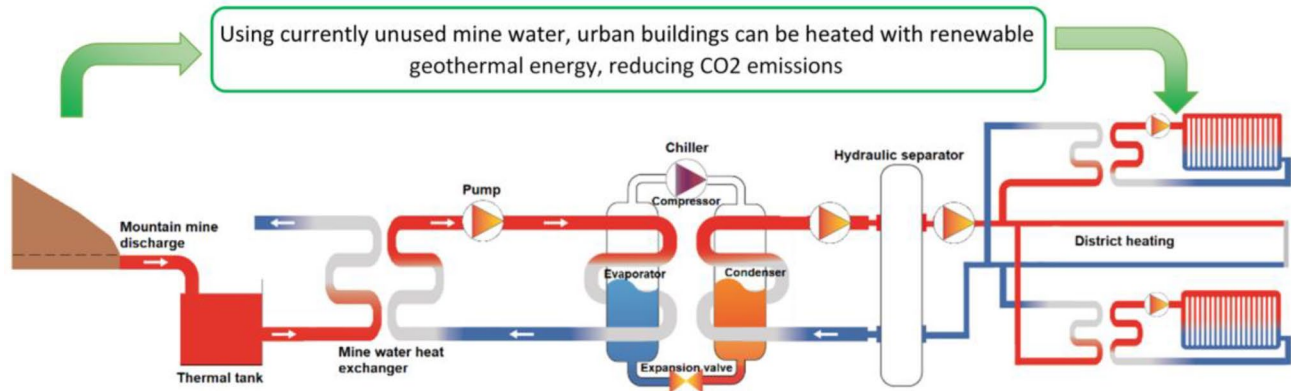 Using currently unused mine water, urban buildings can be heated with renewable
geothermal energy, reducing CO2 emissions
Chiller
Hydraulic separator
Pump
Compressor
Mountain mine
discharge
District heating
Evaporator
Condenser
Mine water heat
exchanger
Thermal tank
Expansion valve